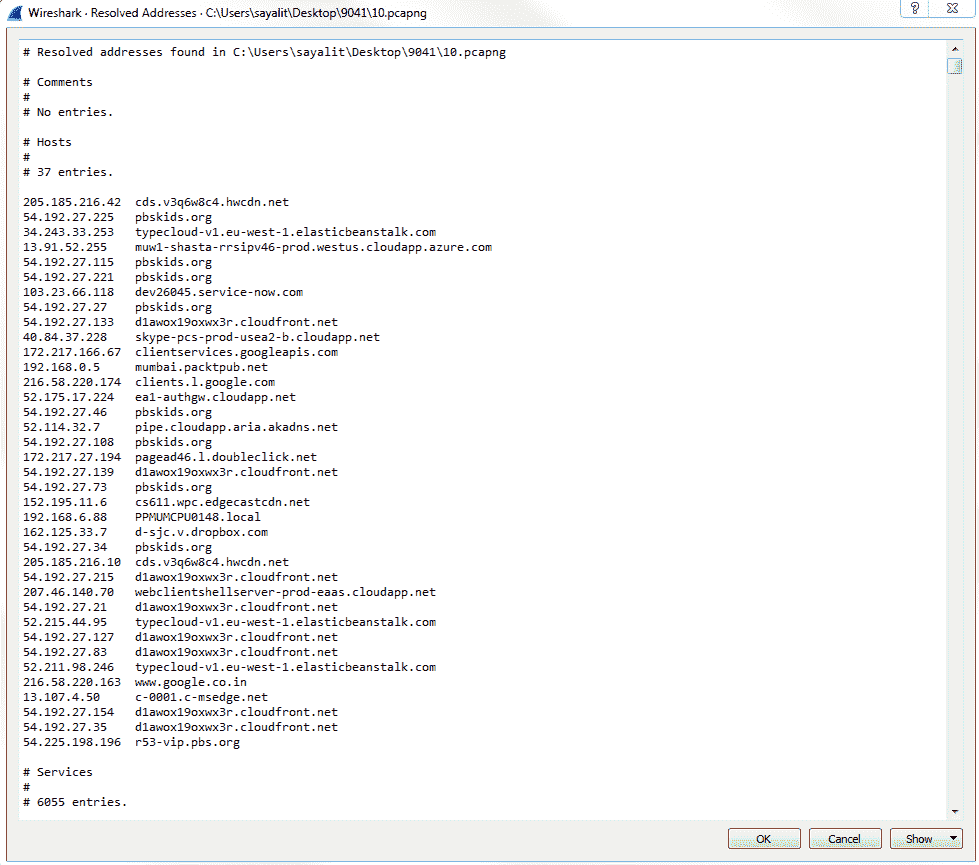 Wireshark · Resolved Addresses · C:\Users\sayalit\Desktop\9041\10.pcapng
# Resolved addresses found in C:\Users\sayalit\Desktop\9041\10.pcapng
# Comments
#
# No entries.
# Hosts
#
# 37 entries.
205.185.216.42 cds.v3q6w8c4.hwcdn.net
54.192.27.225 pbskids.org
34.243.33.253 typecloud-v1.eu-west-1.elasticbeanstalk.com
13.91.52.255 muw1-shasta-rrsipv46-prod.westus.cloudapp.azure.com
54.192.27.115 pbskids.org
54.192.27.221 pbskids.org
103.23.66.118 dev26045.service-now.com
54.192.27.27 pbskids.org
54.192.27.133 d1awox19oxwx3r.cloudfront.net
40.84.37.228 skype-pcs-prod-usea2-b.cloudapp.net
172.217.166.67 clientservices.googleapis.com
192.168.0.5 mumbai.packtpub.net
216.58.220.174 clients.l.google.com
52.175.17.224 ea1-authgw.cloudapp.net
54.192.27.46 pbskids.org
52.114.32.7 pipe.cloudapp.aria.akadns.net
54.192.27.108 pbskids.org
172.217.27.194 pagead46.l.doubleclick.net
54.192.27.139 d1awox19oxwx3r.cloudfront.net
54.192.27.73 pbskids.org
152.195.11.6 cs611.wpc.edgecastcdn.net
192.168.6.88 PPMUMCPU0148.local
162.125.33.7 d-sjc.v.dropbox.com
54.192.27.34 pbskids.org
205.185.216.10 cds.v3q6w8c4.hwcdn.net
54.192.27.215 d1awox19oxwx3r.cloudfront.net
207.46.140.70 webclientshellserver-prod-eaas.cloudapp.net
54.192.27.21 d1awox19oxwx3r.cloudfront.net
52.215.44.95 typecloud-v1.eu-west-1.elasticbeanstalk.com
54.192.27.127 d1awox19oxwx3r.cloudfront.net
54.192.27.83 d1awox19oxwx3r.cloudfront.net
52.211.98.246 typecloud-v1.eu-west-1.elasticbeanstalk.com
216.58.220.163 www.google.co.in
13.107.4.50 c-0001.c-msedge.net
54.192.27.154 d1awox19oxwx3r.cloudfront.net
54.192.27.35 d1awox19oxwx3r.cloudfront.net
54.225.198.196 r53-vip.pbs.org
# Services
#
# 6055 entries.
OK Cancel Show